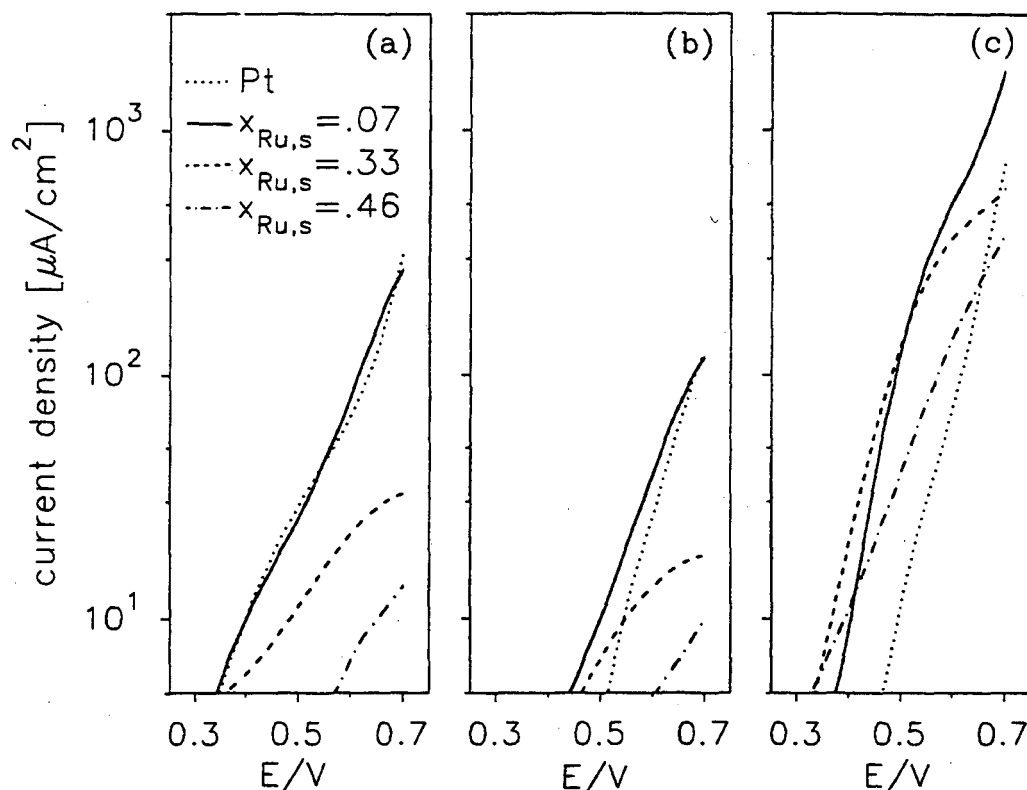 (a)
(b)
(c)
Pt
x_Ru,s=.07
x_Ru,s=.33
x_Ru,s=.46
current density [μA/cm²]
10³
10²
10¹
0.3 0.5 0.7
0.3 0.5 0.7
0.3 0.5 0.7
E/V
E/V
E/V